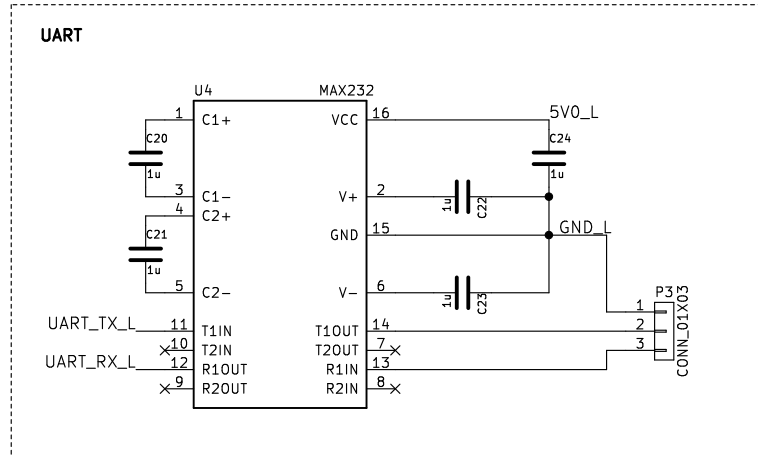 UART
U4 MAX232
1 C1+ VCC 16 5V0_L
C20 C24
1u 1u
3 C1- V+ 2 1u C22
4 C2+
C21 GND 15 GND_L
1u
5 C2- V- 6 1u C23
P3
1
UART_TX_L 11 T1IN T1OUT 14 2
10 T2IN T2OUT 7 3
UART_RX_L 12 R1OUT R1IN 13
9 R2OUT R2IN 8
CONN_01X03